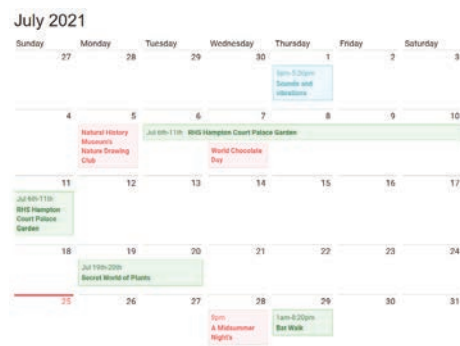 July 2021
Sunday Monday Tuesday Wednesday Thursday Friday Saturday
27 28 29 30 1 2 3
Sounds and
vibrations
4 5 6 7 8 9 10
Natural History
Museum's
Nature Drawing
Club
Jul 6th-11th RHS Hampton Court Palace Garden
World Chocolate
Day
11 12 13 14 15 16 17
Jul 6th-11th
RHS Hampton
Court Palace
Garden
18 19 20 21 22 23 24
Jul 19th-20th
Secret World of Plants
25 26 27 28 29 30 31
8pm
A Midsummer
Night's
1am-8:20pm
Bat Walk